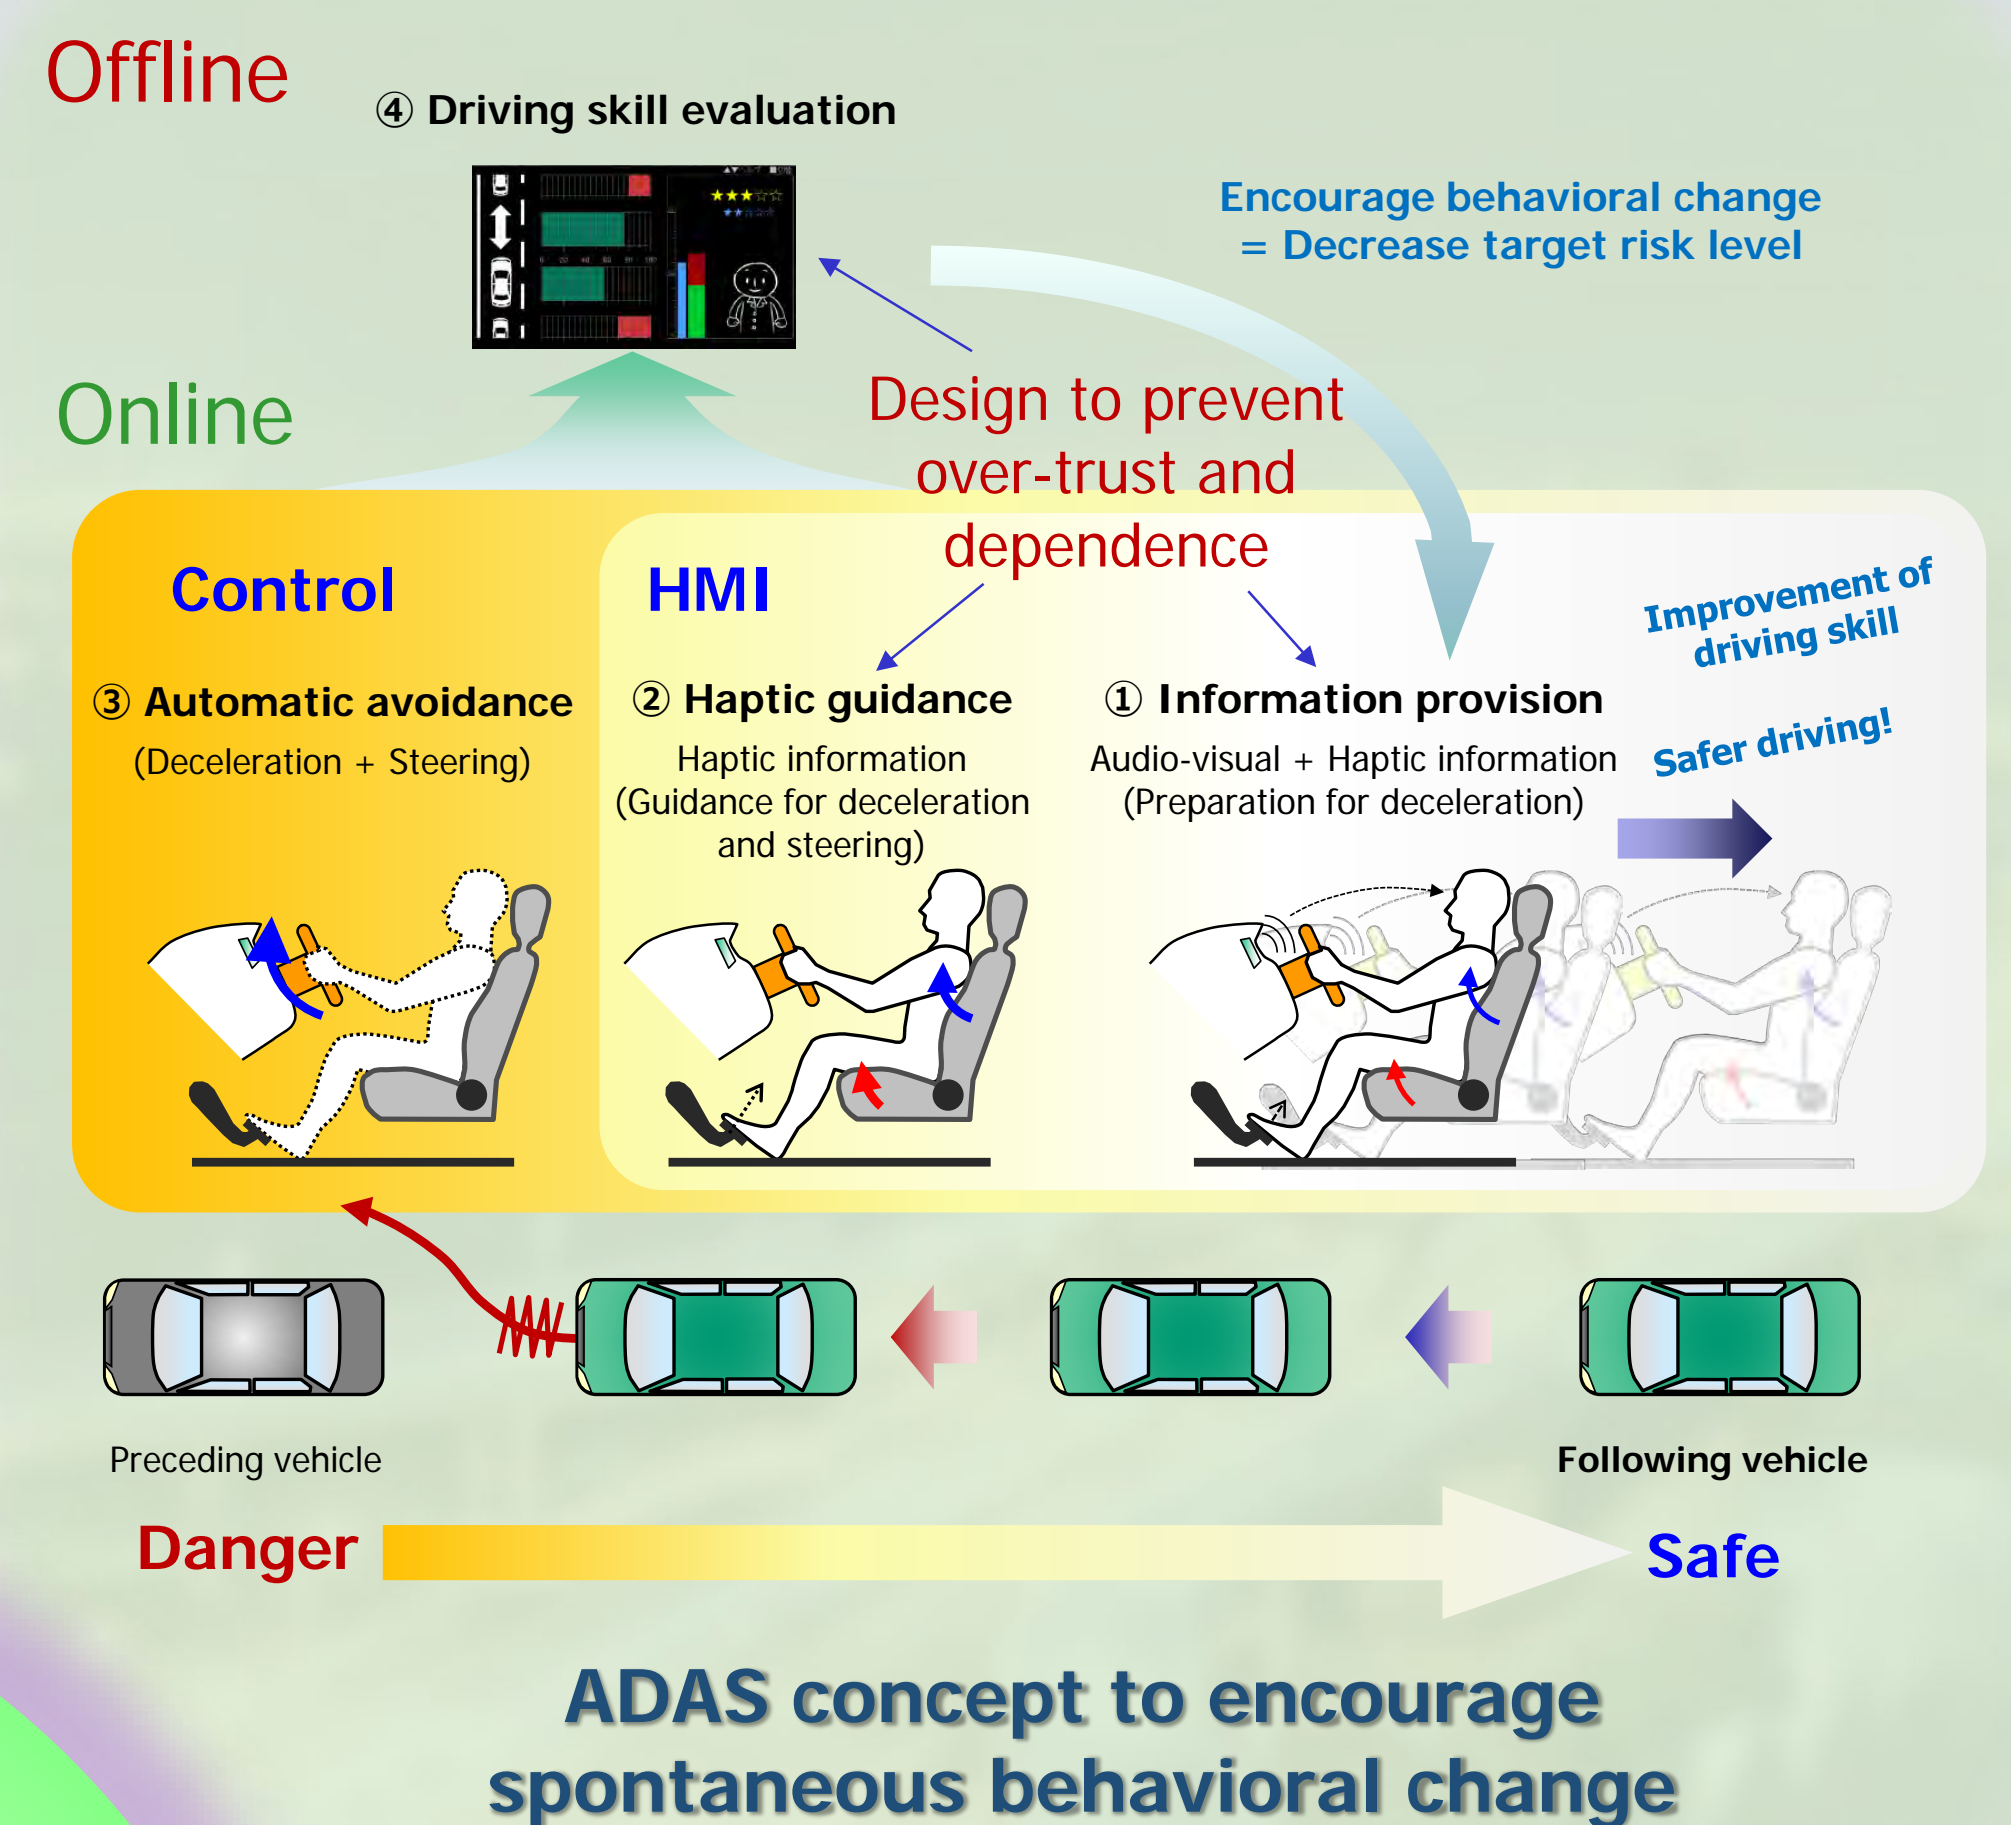 Offline
④ Driving skill evaluation
★★★☆☆
Encourage behavioral change
= Decrease target risk level
Online
Design to prevent
over-trust and
dependence
Control
HMI
Improvement of
driving skill
③ Automatic avoidance
(Deceleration + Steering)
② Haptic guidance
Haptic information
(Guidance for deceleration
and steering)
① Information provision
Audio-visual + Haptic information
(Preparation for deceleration)
Safer driving!
Preceding vehicle
Following vehicle
Danger
Safe
ADAS concept to encourage
spontaneous behavioral change